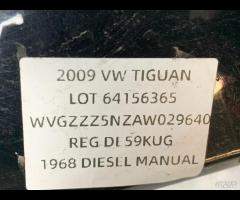 2009 VW TIGUAN
LOT 64156365
WVGZZZ5NZAW029640
REG DE59KUG
1968 DIESEL MANUAL